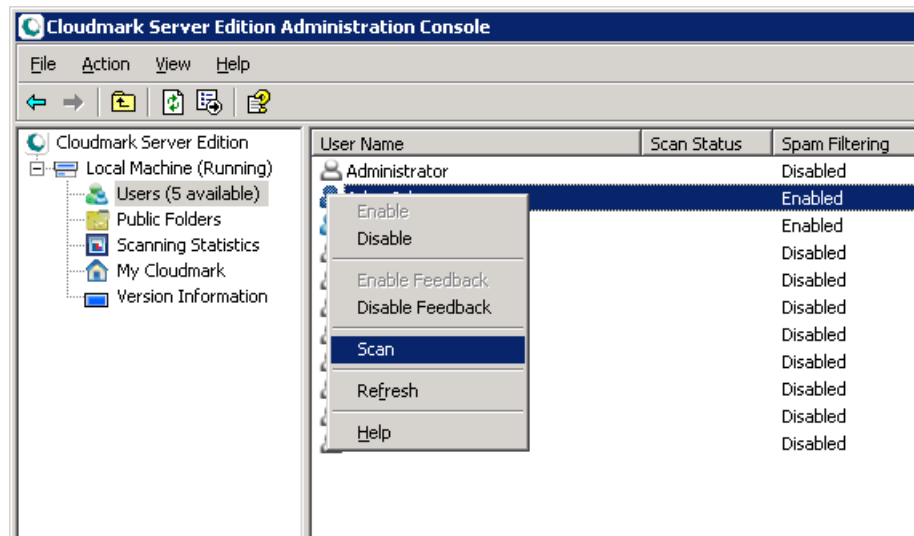 Cloudmark Server Edition Administration Console
File Action View Help
Cloudmark Server Edition
Local Machine (Running)
Users (5 available)
Public Folders
Scanning Statistics
My Cloudmark
Version Information
User Name Scan Status Spam Filtering
Administrator Disabled
Enabled
Enabled
Disabled
Disabled
Disabled
Disabled
Disabled
Disabled
Disabled
Disabled
Enable
Disable
Enable Feedback
Disable Feedback
Scan
Refresh
Help